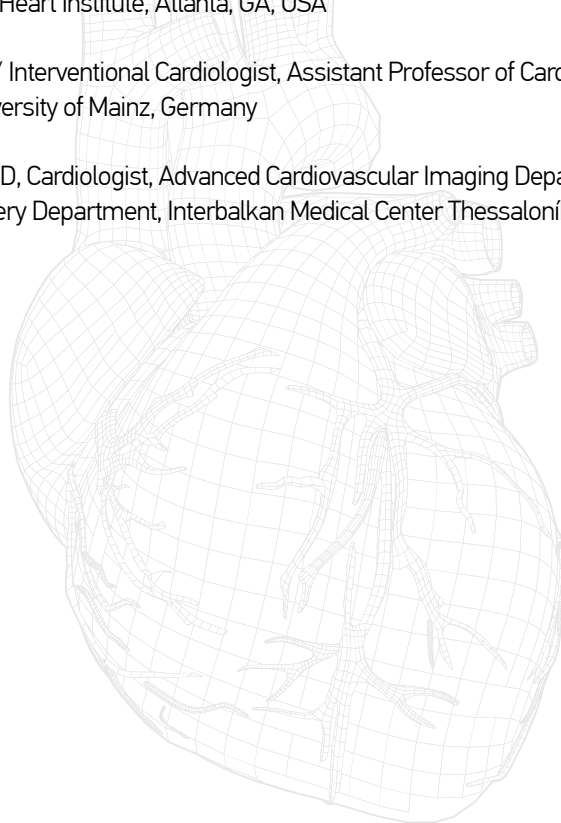 Heart Institute, Atlanta, GA, USA
/ Interventional Cardiologist, Assistant Professor of Card
versity of Mainz, Germany
D, Cardiologist, Advanced Cardiovascular Imaging Depa
ery Department, Interbalkan Medical Center Thessaloní